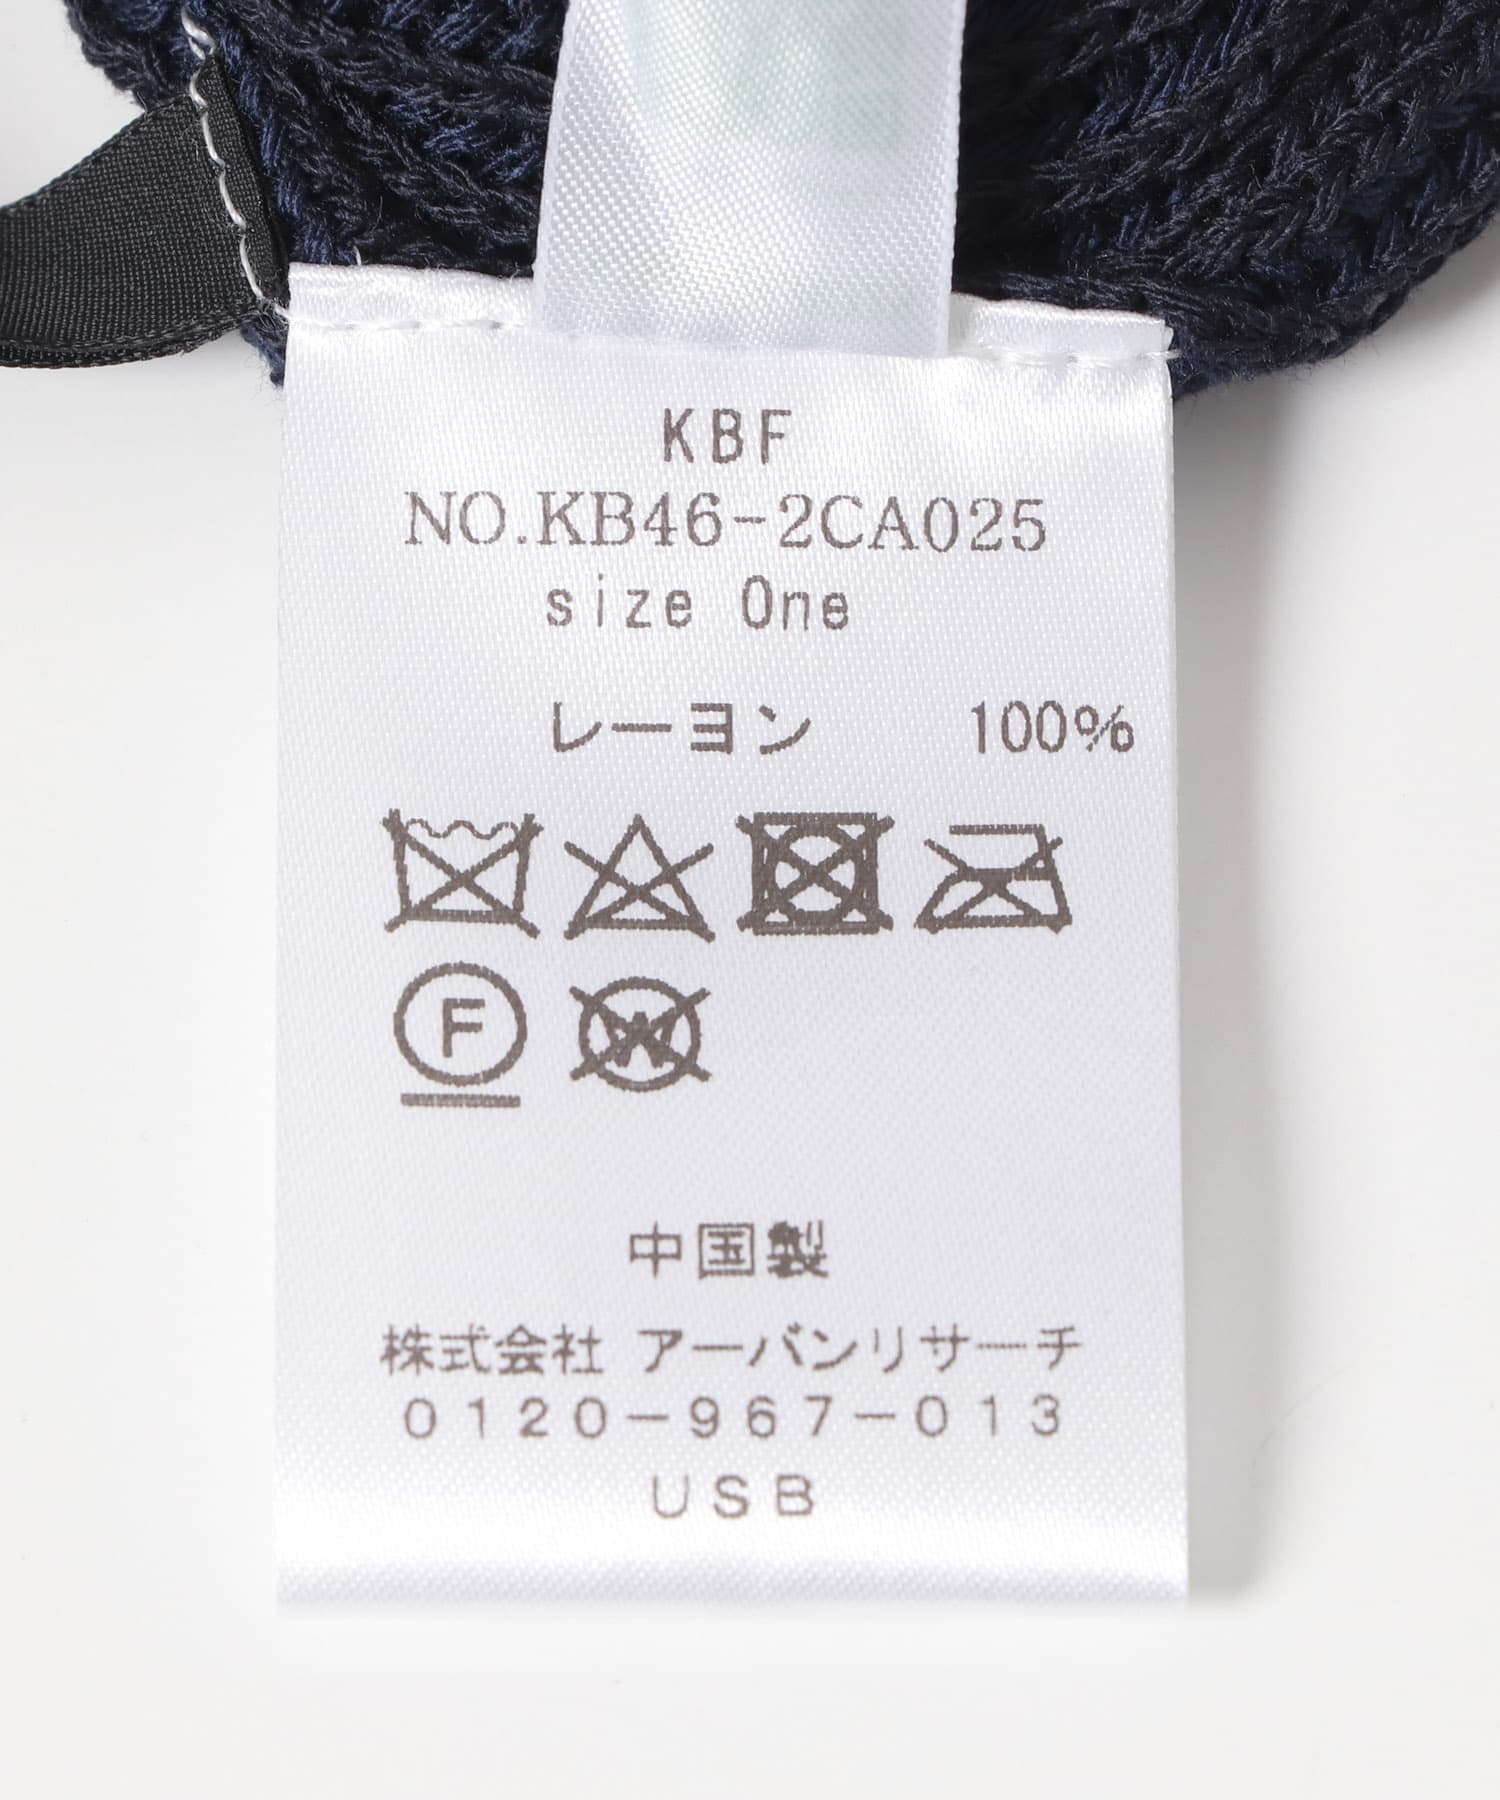 KBF
NO.KB46-2CA025
size One
レーヨン 100%
F W
中国製
株式会社 アーバンリサーチ
0120-967-013
USB